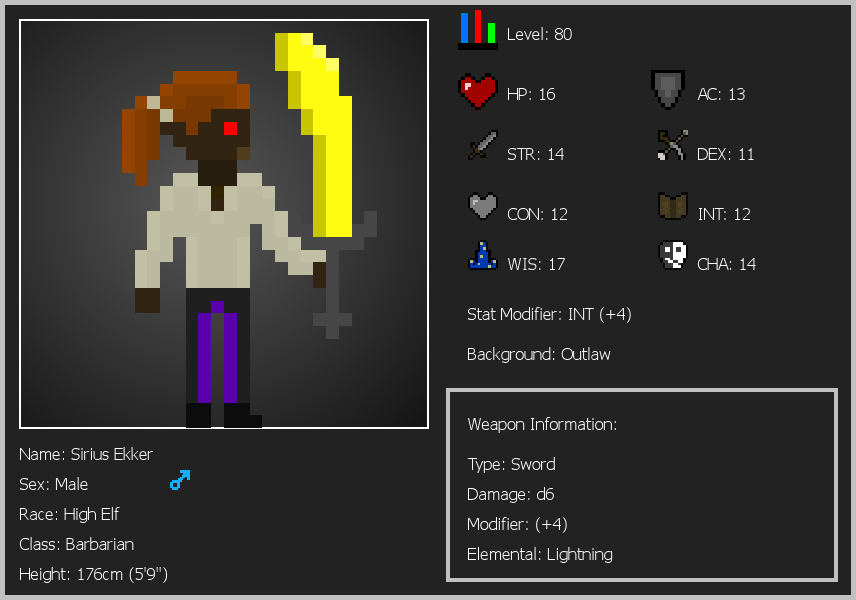 Level: 80
HP: 16
AC: 13
STR: 14
DEX: 11
CON: 12
INT: 12
WIS: 17
CHA: 14
Stat Modifier: INT (+4)
Background: Outlaw
Weapon Information:
Type: Sword
Damage: d6
Modifier: (+4)
Elemental: Lightning
Name: Sirius Ekker
Sex: Male
Race: High Elf
Class: Barbarian
Height: 176cm (5'9")